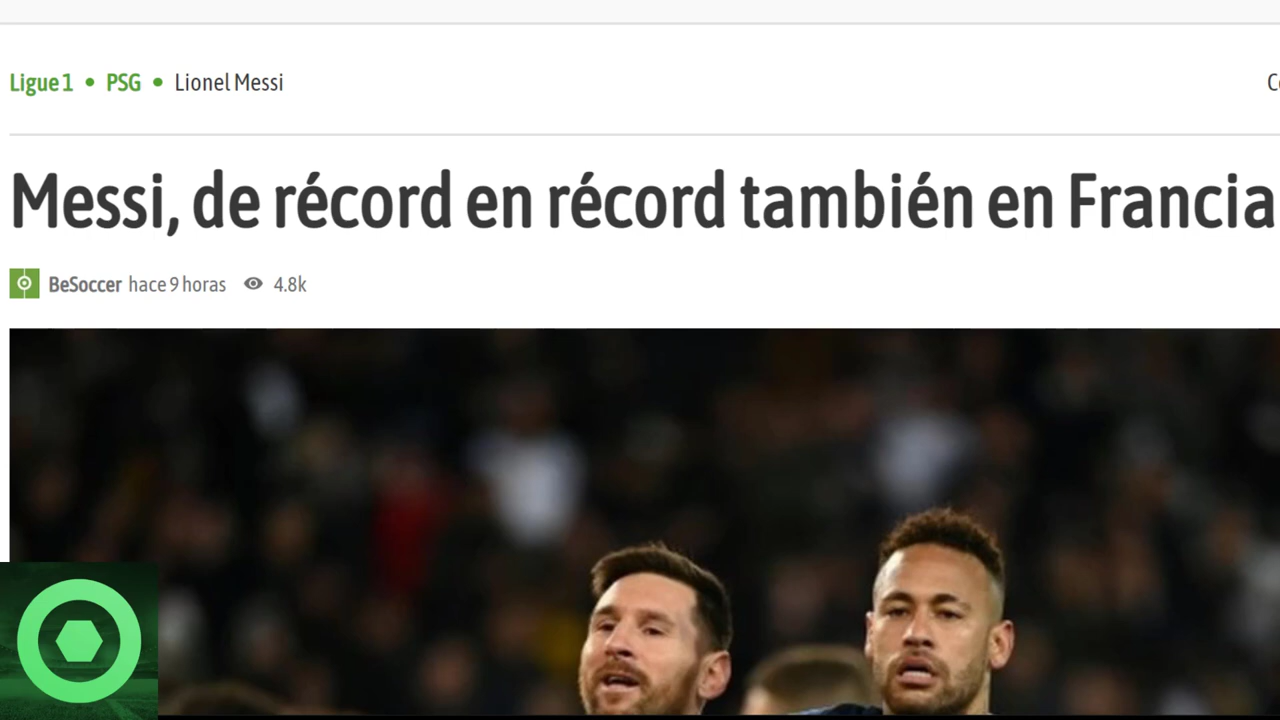 Ligue 1 • PSG • Lionel Messi
Messi, de récord en récord también en Francia
BeSoccer hace 9 horas 4.8k